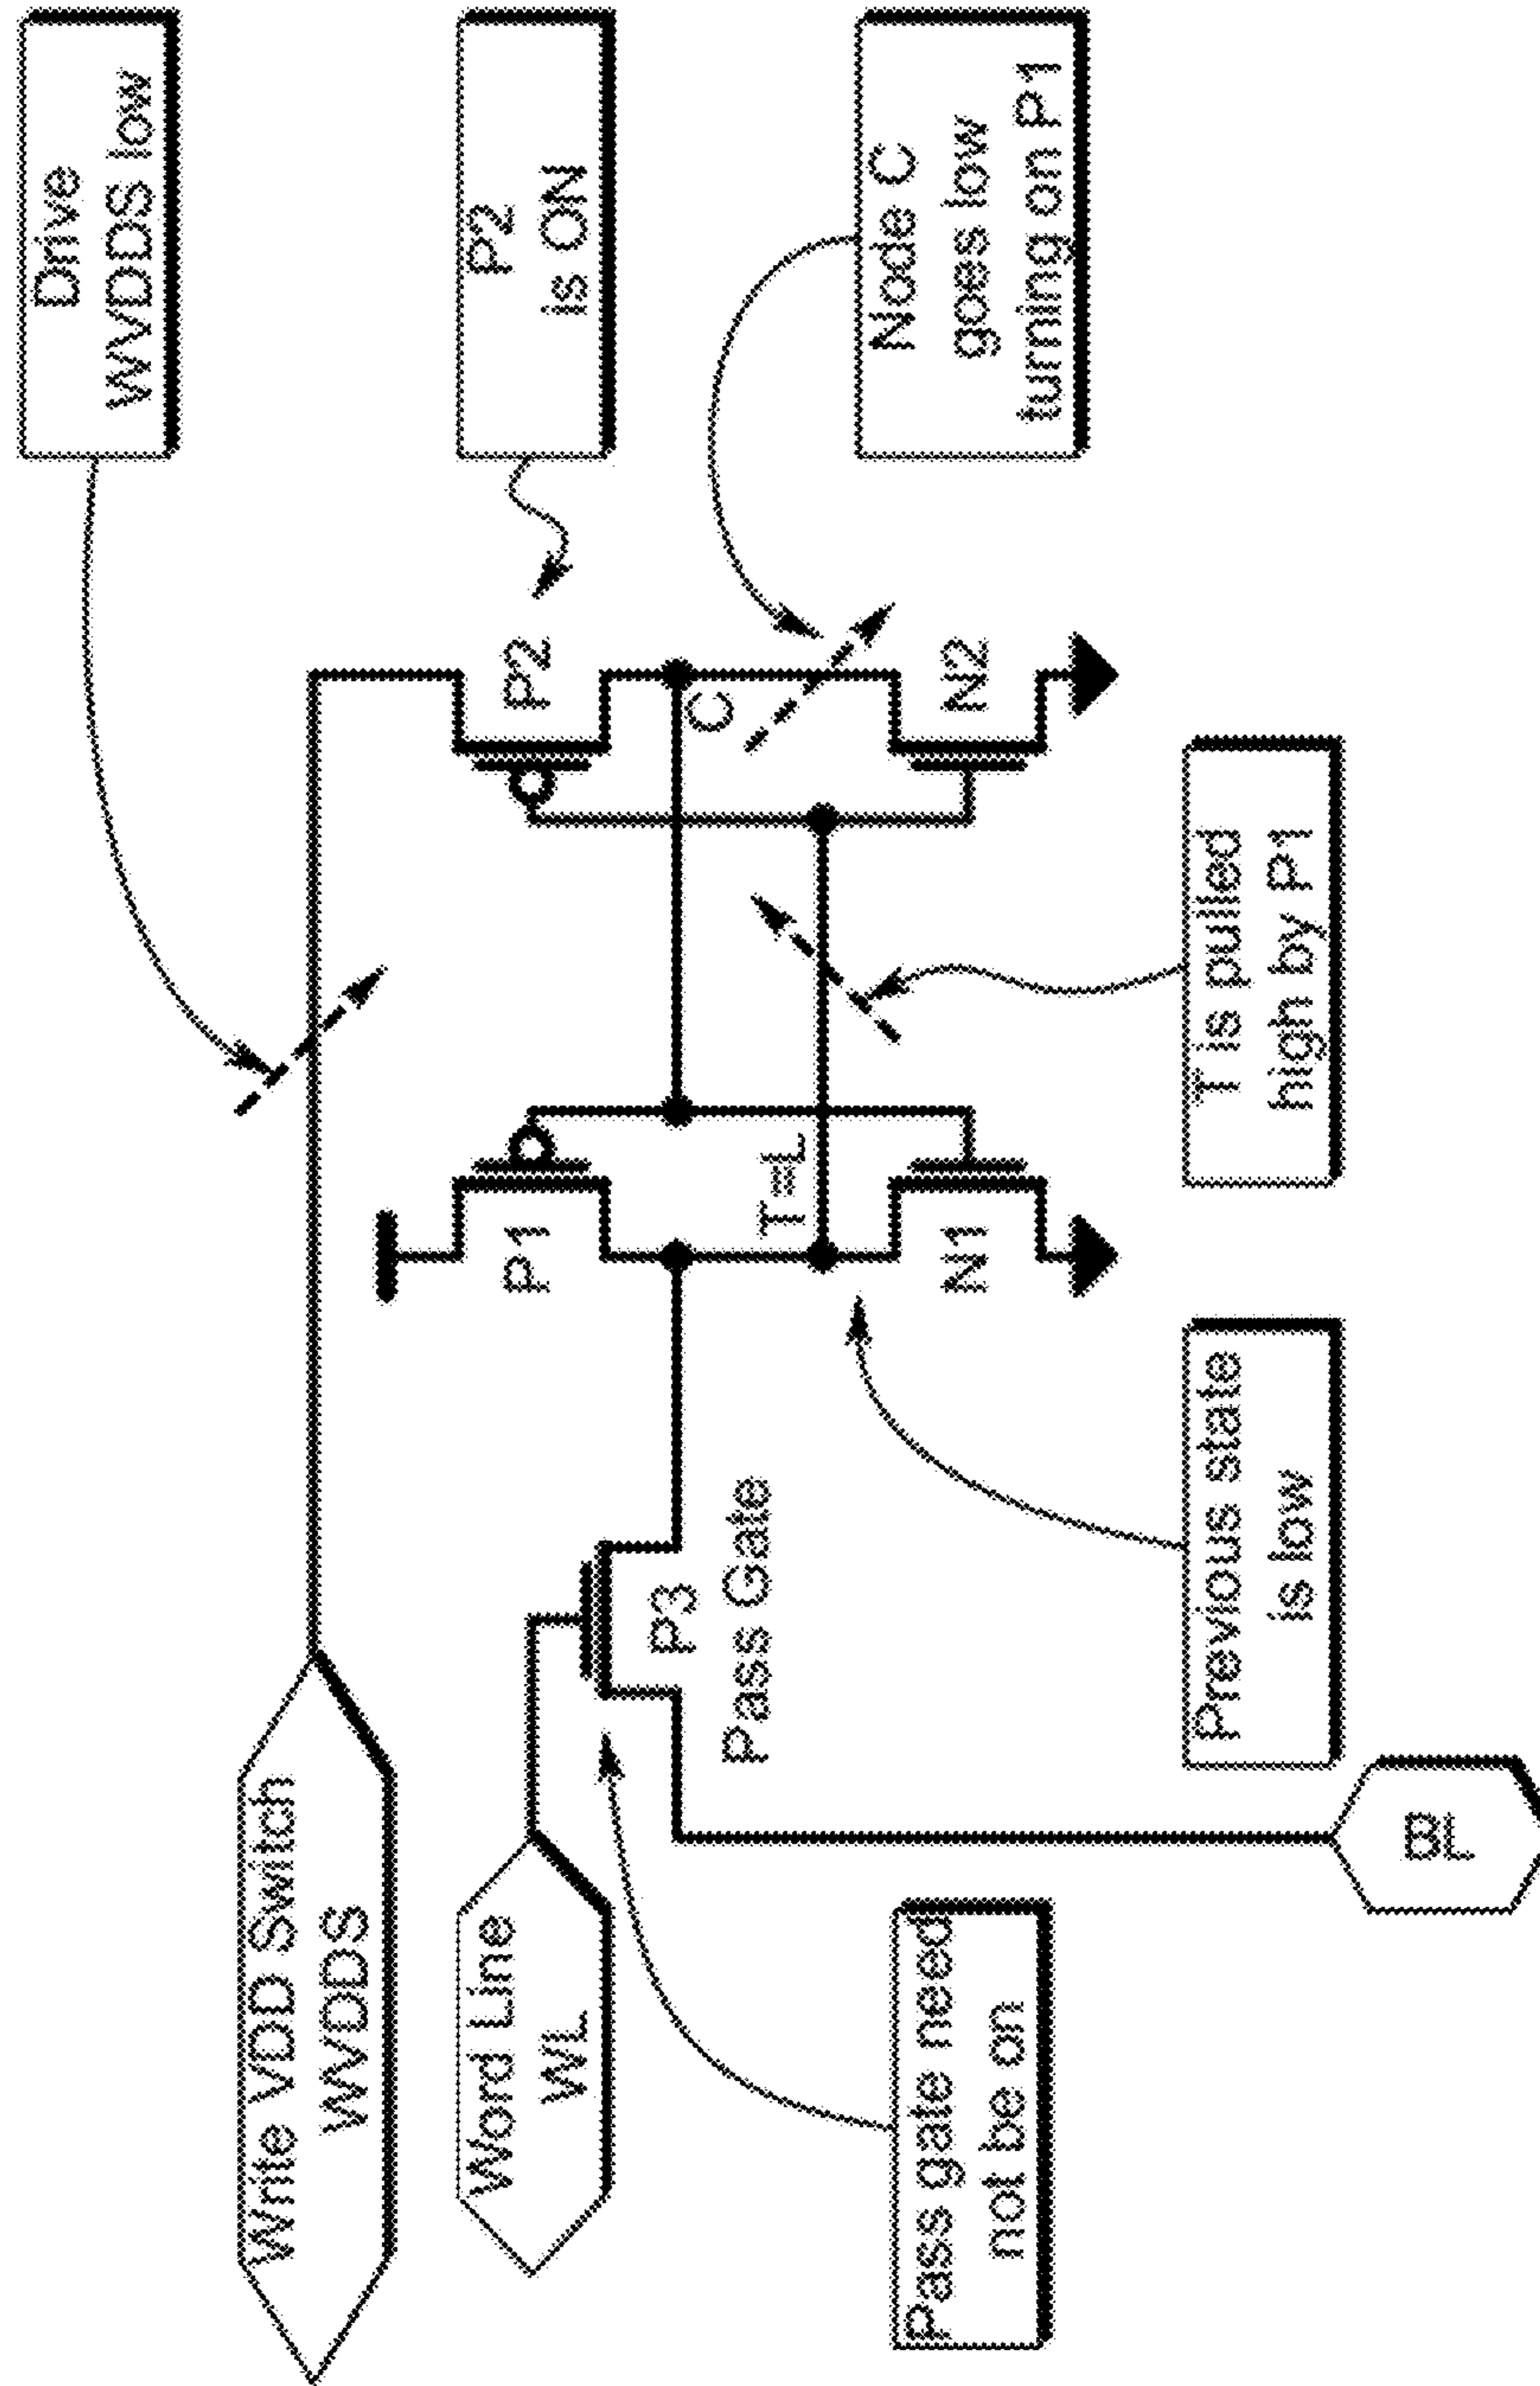 Drive
WVDDS low
Write VDD Switch
WVDDS
P2
is ON
Word Line
WL
P1
P2
P3
Pass Gate
T=L
C
Node C
goes low
turning on P1
N1
N2
Pass gate need
not be on
Previous state
is low
T is pulled
high by P1
BL